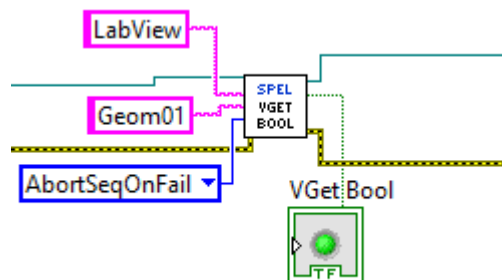 LabView
SPEL
VGET
BOOL
Geom01
AbortSeqOnFail
VGet Bool
TF